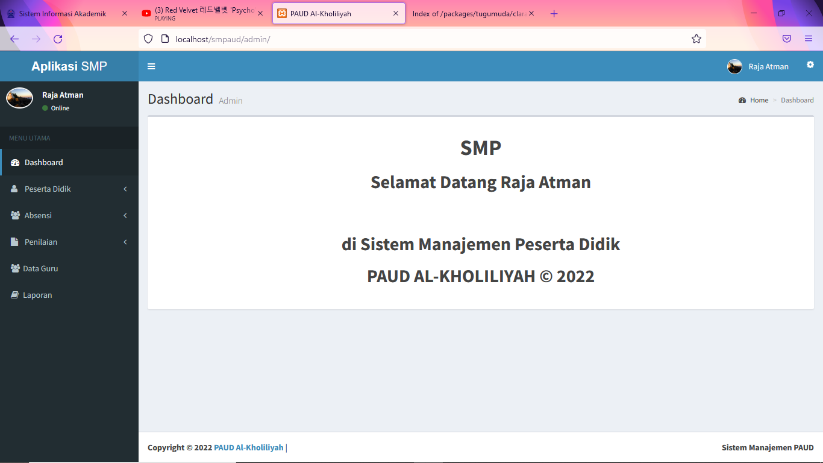 Sistem Informasi Akademik
(3) Red Velvet 레드벨벳 'Psycho
PLAYING
PAUD Al-Kholiliyah
Index of /packages/tugumuda/cla
localhost/smpaud/admin/
Aplikasi SMP
Raja Atman
Raja Atman
Online
Dashboard Admin
Home > Dashboard
MENU UTAMA
Dashboard
Peserta Didik
Absensi
Penilaian
Data Guru
Laporan
SMP
Selamat Datang Raja Atman
di Sistem Manajemen Peserta Didik
PAUD AL-KHOLILIYAH © 2022
Copyright © 2022 PAUD Al-Kholiliyah |
Sistem Manajemen PAUD